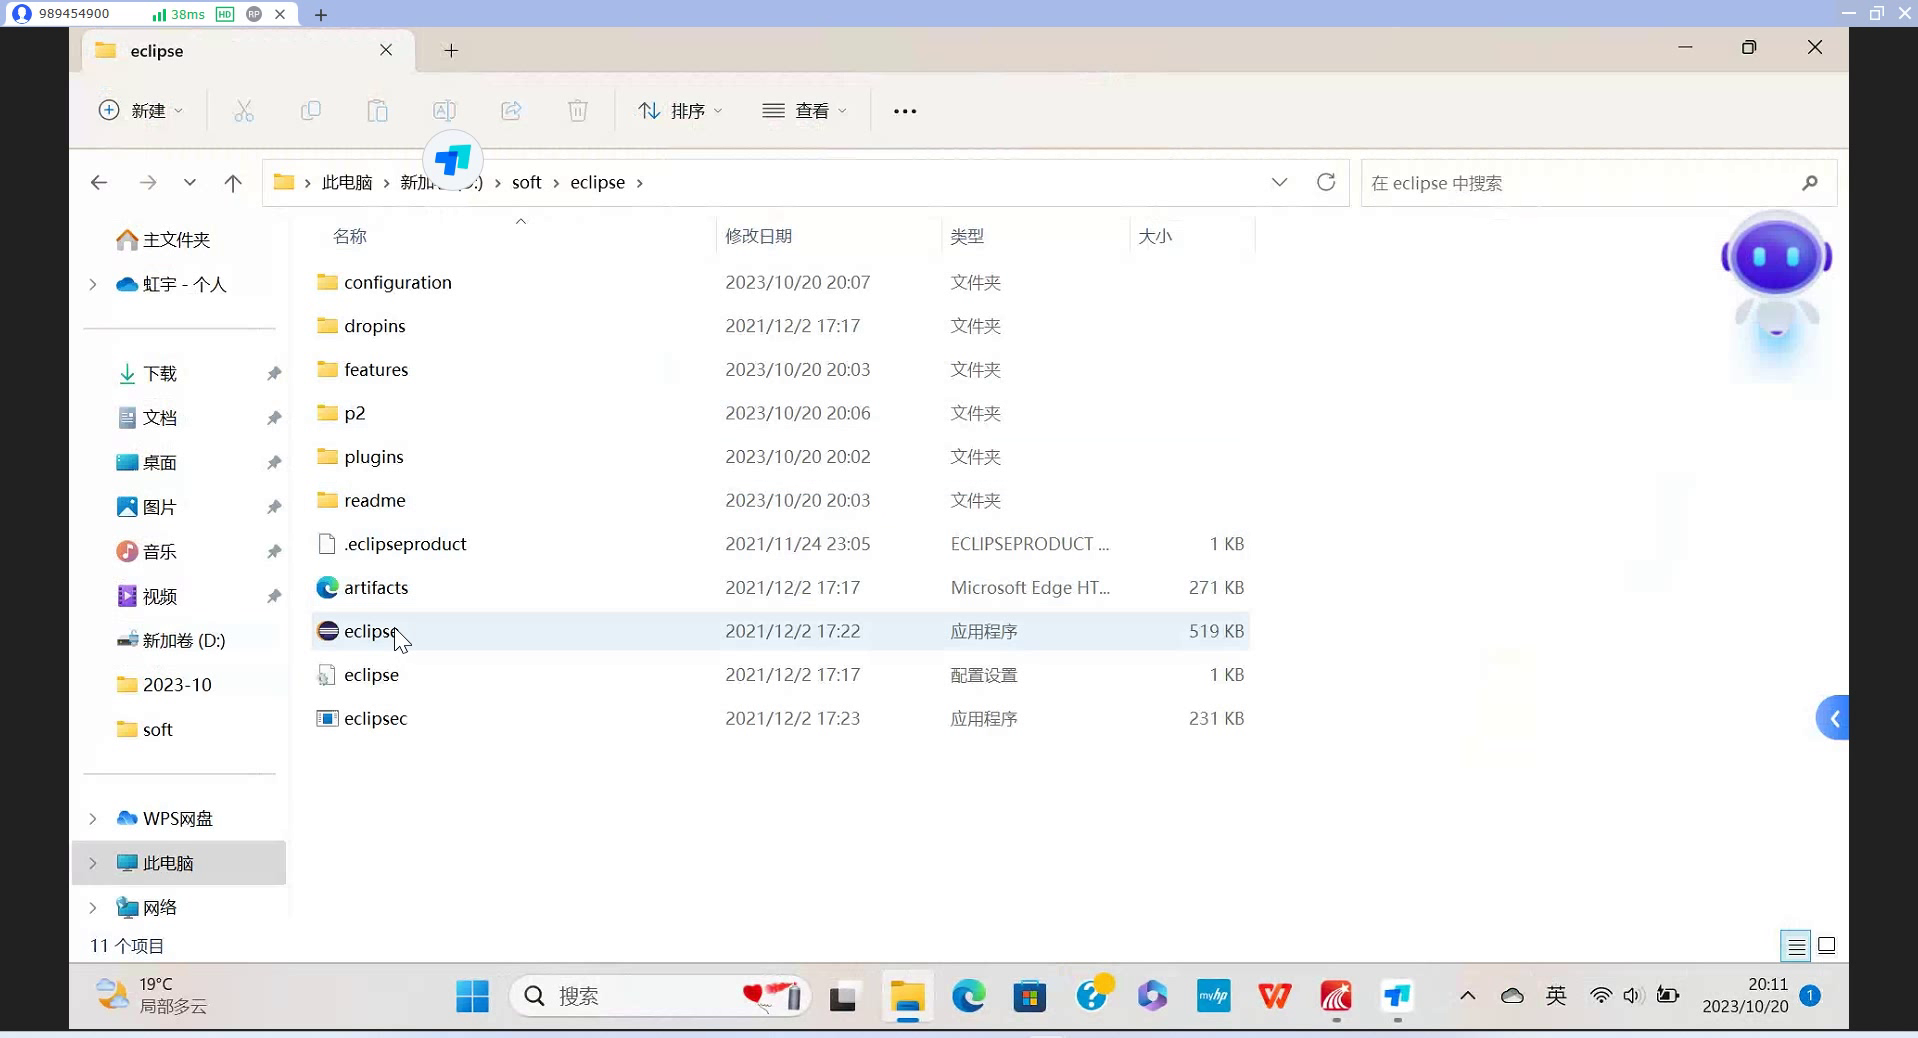 989454900 38ms HD RP
eclipse
新建 排序 查看
此电脑 › 新加 › soft › eclipse ›
在 eclipse 中搜索
名称 修改日期 类型 大小
主文件夹
虹宇 - 个人
下载
文档
桌面
图片
音乐
视频
新加卷 (D:)
2023-10
soft
WPS网盘
此电脑
网络
configuration 2023/10/20 20:07 文件夹
dropins 2021/12/2 17:17 文件夹
features 2023/10/20 20:03 文件夹
p2 2023/10/20 20:06 文件夹
plugins 2023/10/20 20:02 文件夹
readme 2023/10/20 20:03 文件夹
.eclipseproduct 2021/11/24 23:05 ECLIPSEPRODUCT ... 1 KB
artifacts 2021/12/2 17:17 Microsoft Edge HT... 271 KB
eclipse 2021/12/2 17:22 应用程序 519 KB
eclipse 2021/12/2 17:17 配置设置 1 KB
eclipsec 2021/12/2 17:23 应用程序 231 KB
11 个项目
19°C
局部多云
搜索
myhp
英
20:11
2023/10/20
1